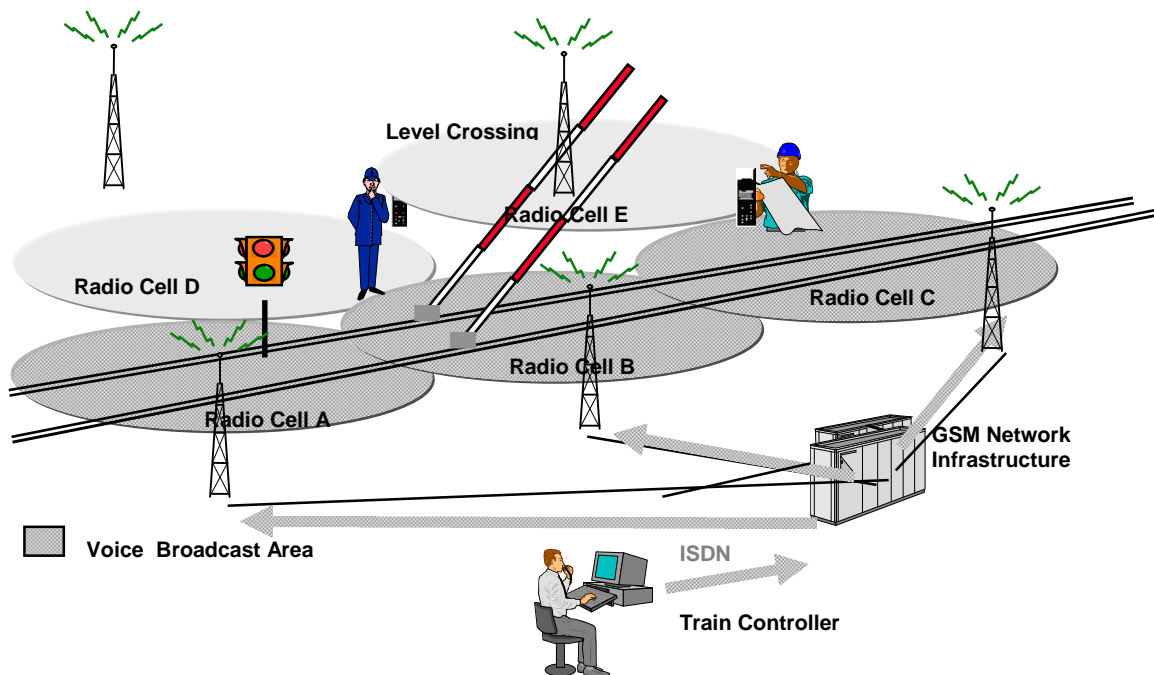 Level Crossing
Radio Cell E
Radio Cell D
Radio Cell C
Radio Cell B
Radio Cell A
GSM Network
Infrastructure
Voice Broadcast Area
ISDN
Train Controller